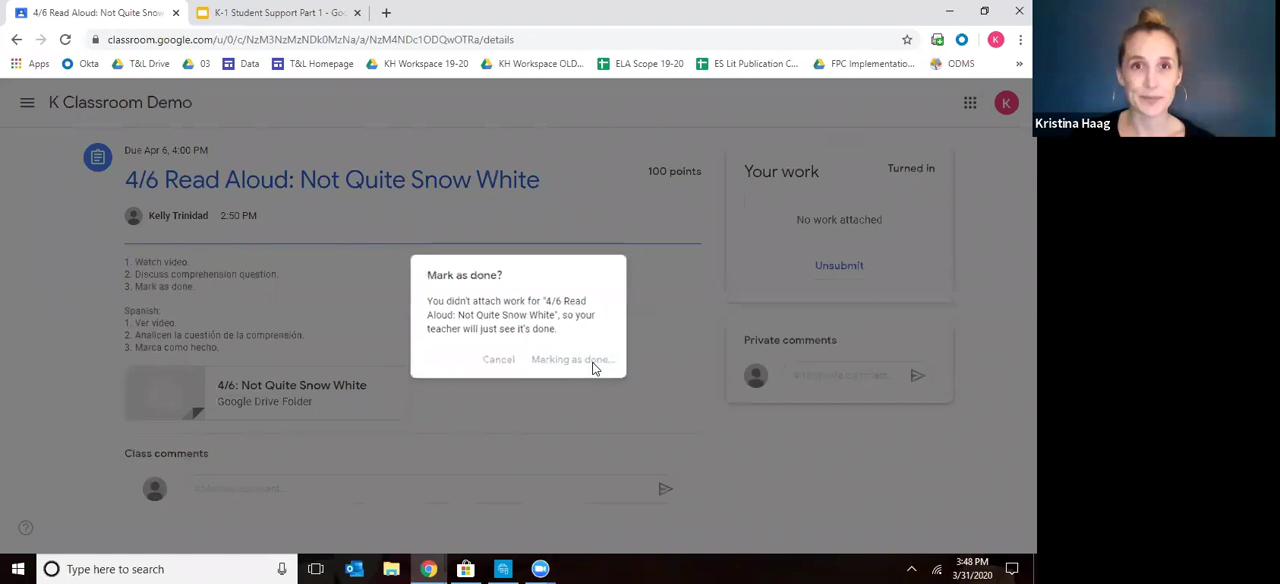 4/6 Read Aloud: Not Quite Snow
K-1 Student Support Part 1 - Goo
classroom.google.com/u/0/c/NzM3NzMzNDk0MzNa/a/NzM4NDc1ODQwOTRa/details
K
Apps Okta T&L Drive 03 Data T&L Homepage KH Workspace 19-20 KH Workspace OLD... ELA Scope 19-20 ES Lit Publication C... FPC Implementatio... ODMS »
Kristina Haag
K Classroom Demo
K
Due Apr 6, 4:00 PM
4/6 Read Aloud: Not Quite Snow White
100 points
Kelly Trinidad 2:50 PM
1. Watch video.
2. Discuss comprehension question.
3. Mark as done.
Spanish:
1. Ver video.
2. Analicen la cuestión de la comprensión.
3. Marca como hecho.
4/6: Not Quite Snow White
Google Drive Folder
Class comments
Mark as done?
You didn't attach work for "4/6 Read
Aloud: Not Quite Snow White", so your
teacher will just see it's done.
Cancel Marking as done...
Your work Turned in
No work attached
Unsubmit
Private comments
Type here to search
3:48 PM
3/31/2020